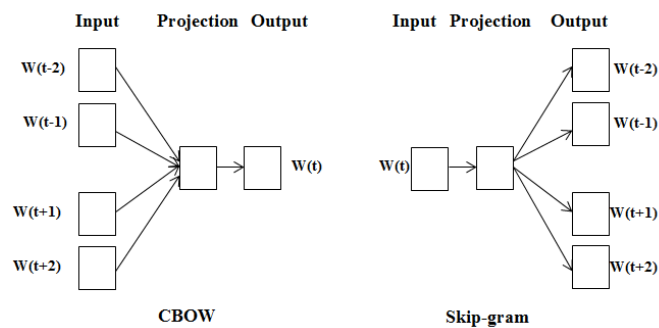 Input Projection Output
W(t-2)
W(t-1)
W(t)
W(t+1)
W(t+2)
CBOW
Input Projection Output
W(t-2)
W(t-1)
W(t)
W(t+1)
W(t+2)
Skip-gram